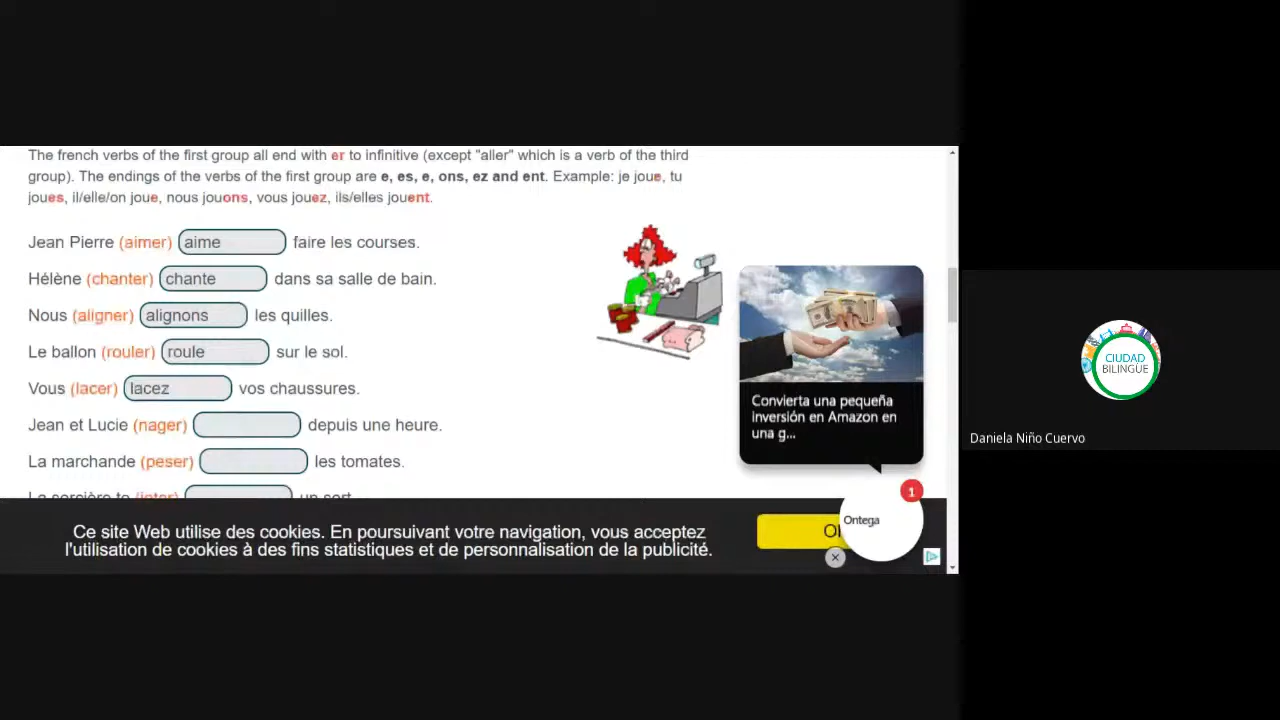 The french verbs of the first group all end with er to infinitive (except "aller" which is a verb of the third
group). The endings of the verbs of the first group are e, es, e, ons, ez and ent. Example: je joue, tu
joues, il/elle/on joue, nous jouons, vous jouez, ils/elles jouent.
Jean Pierre (aimer) aime faire les courses.
Hélène (chanter) chante dans sa salle de bain.
Nous (aligner) alignons les quilles.
Le ballon (rouler) roule sur le sol.
Vous (lacer) lacez vos chaussures.
Jean et Lucie (nager) depuis une heure.
La marchande (peser) les tomates.
La sorcière te (jeter) un sort
Convierta una pequeña
inversión en Amazon en
una g...
1
Ontega
Ce site Web utilise des cookies. En poursuivant votre navigation, vous acceptez
l'utilisation de cookies à des fins statistiques et de personnalisation de la publicité.
CIUDAD
BILINGÜE
Daniela Niño Cuervo